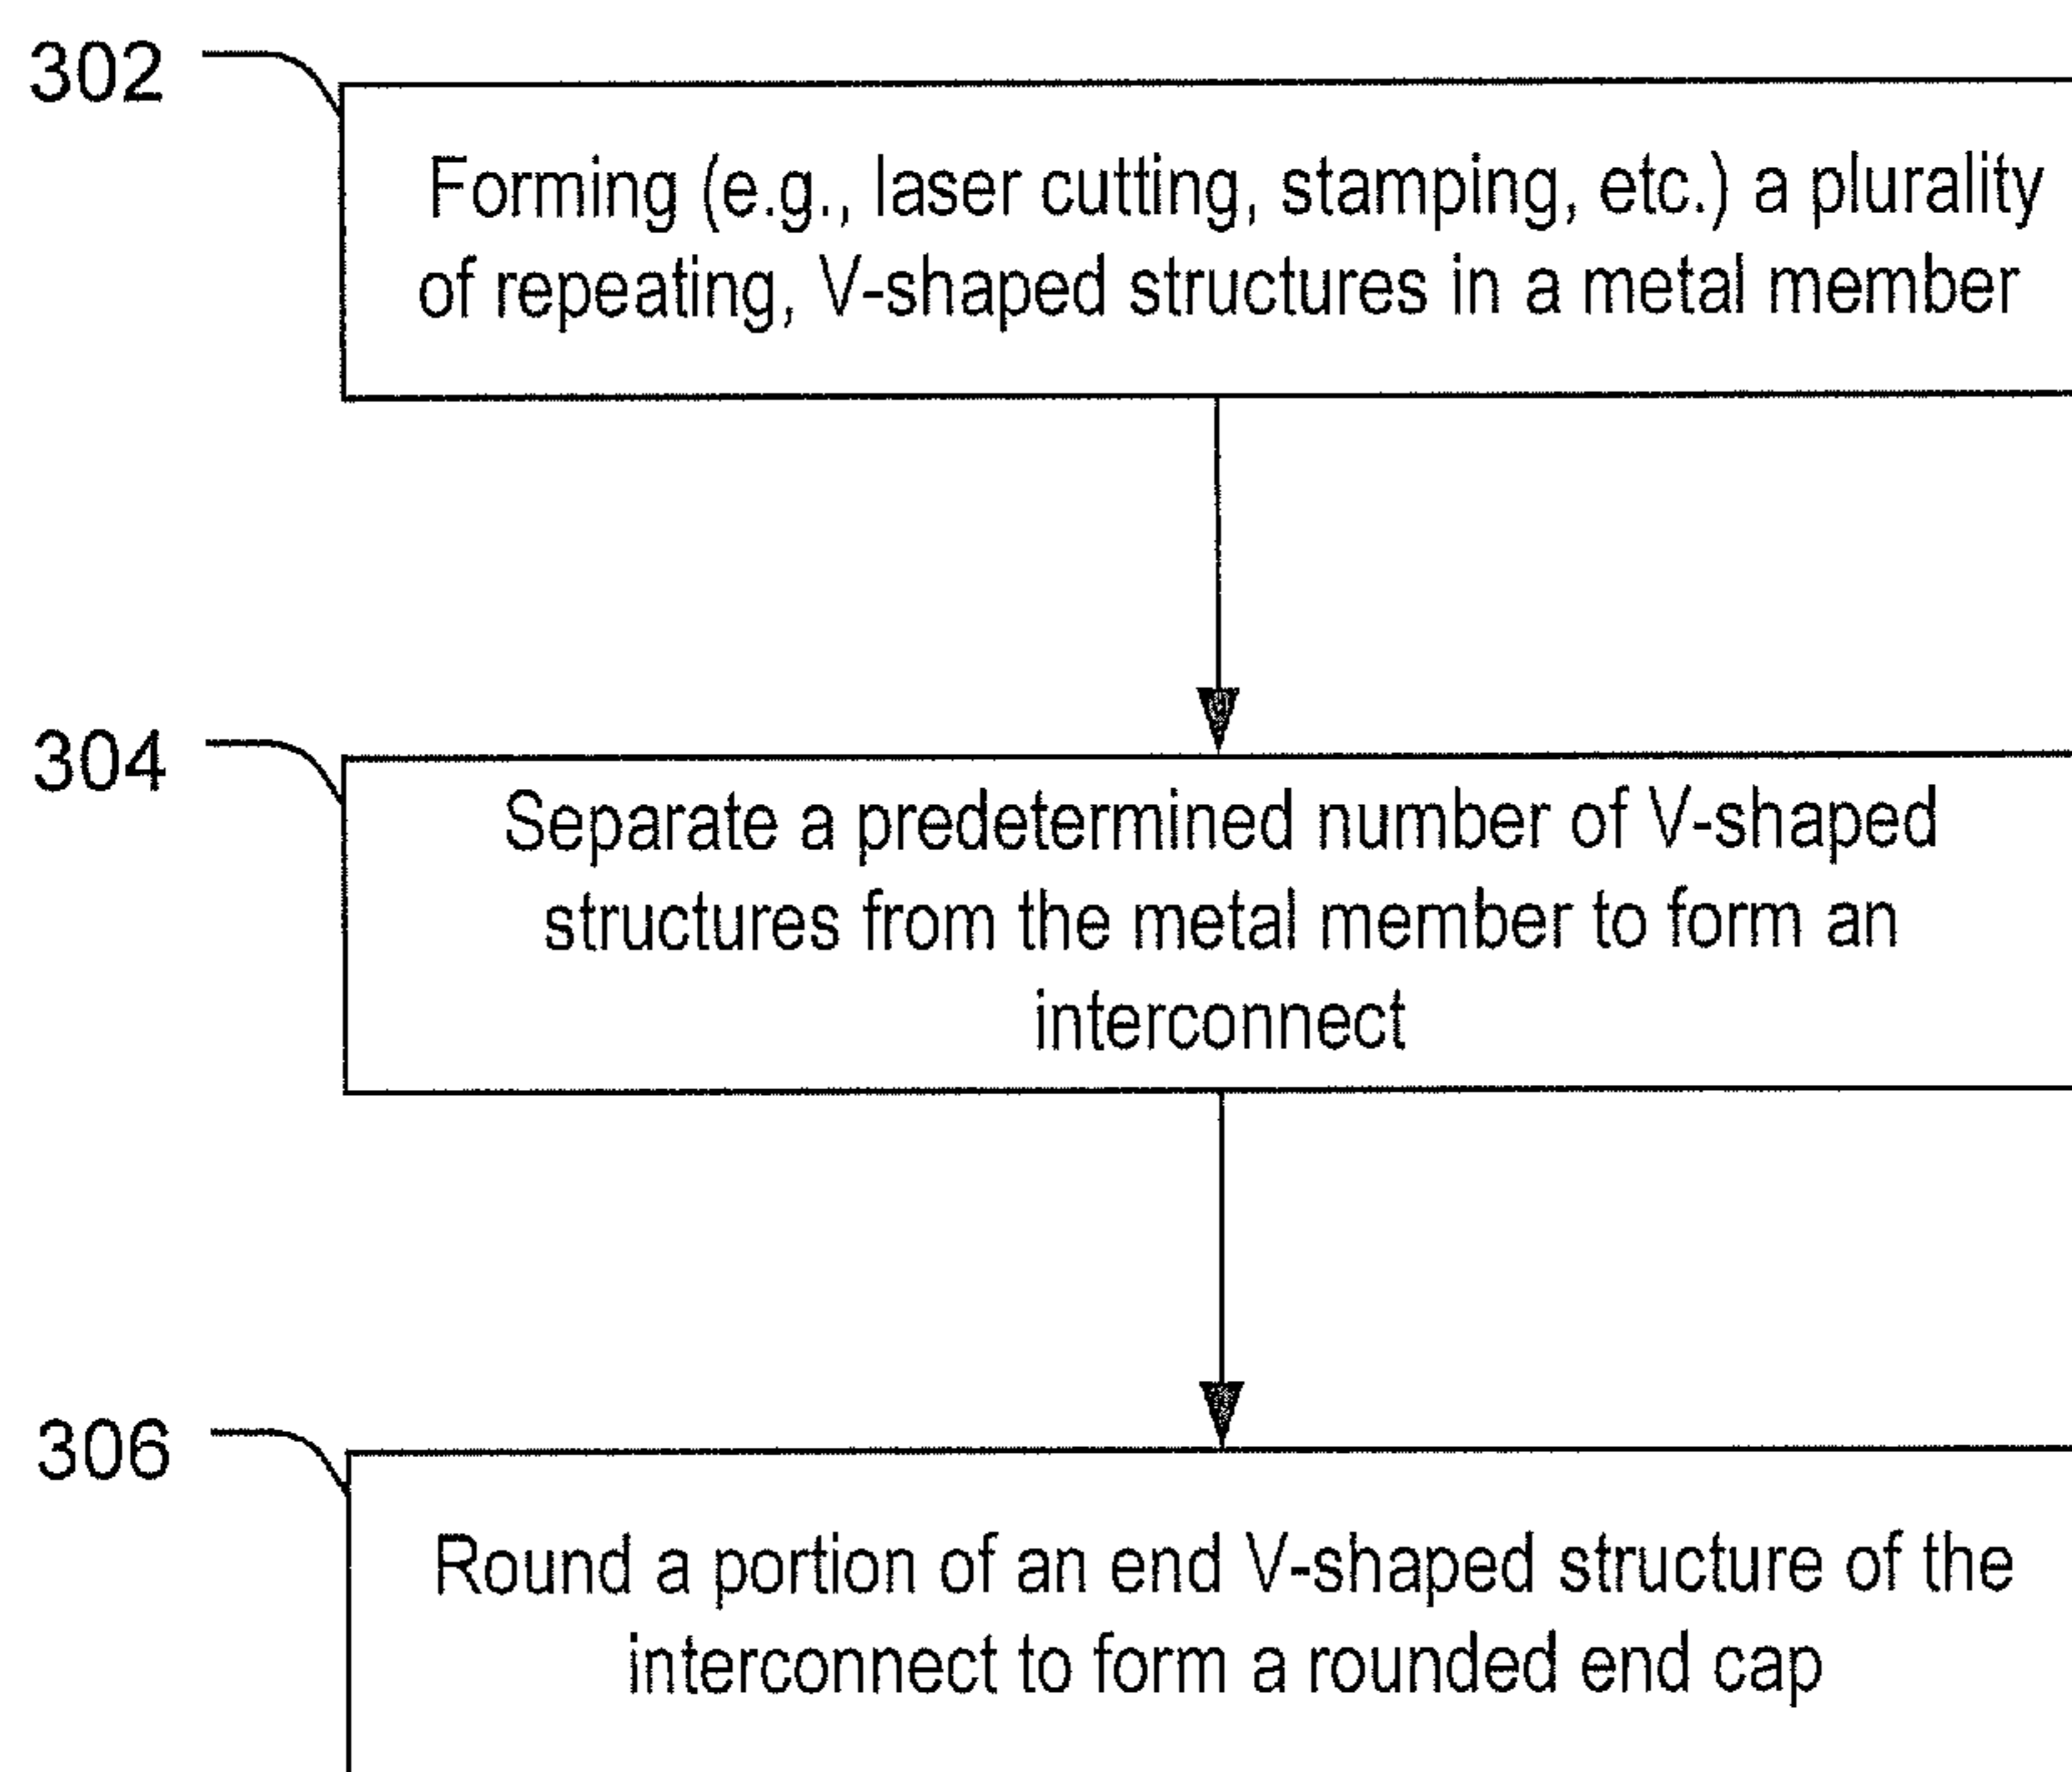 302
Forming (e.g., laser cutting, stamping, etc.) a plurality
of repeating, V-shaped structures in a metal member
304
Separate a predetermined number of V-shaped
structures from the metal member to form an
interconnect
306
Round a portion of an end V-shaped structure of the
interconnect to form a rounded end cap